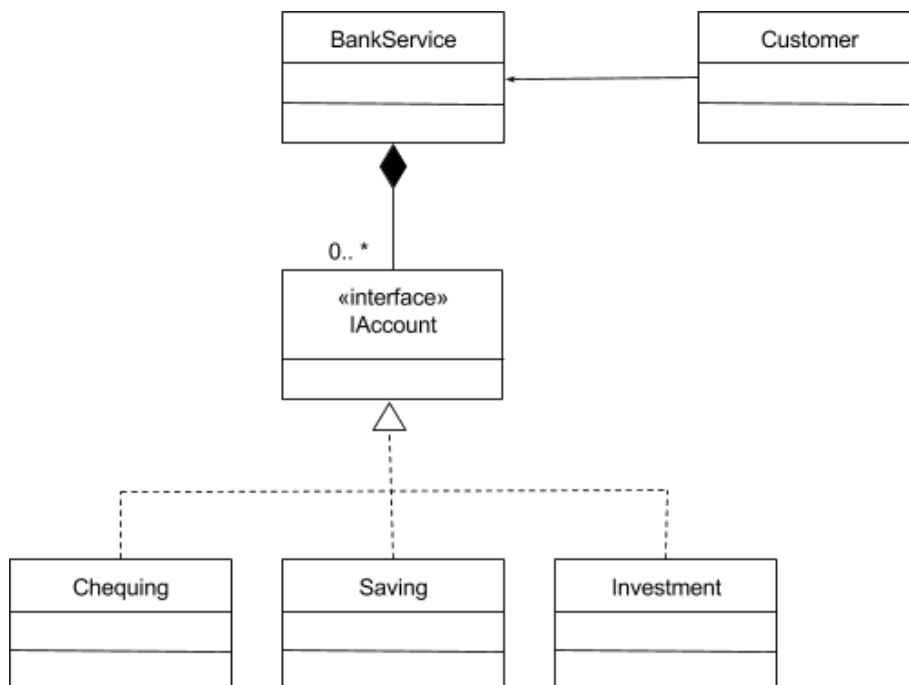 BankService
Customer
0.. *
«interface»
IAccount
Chequing
Saving
Investment